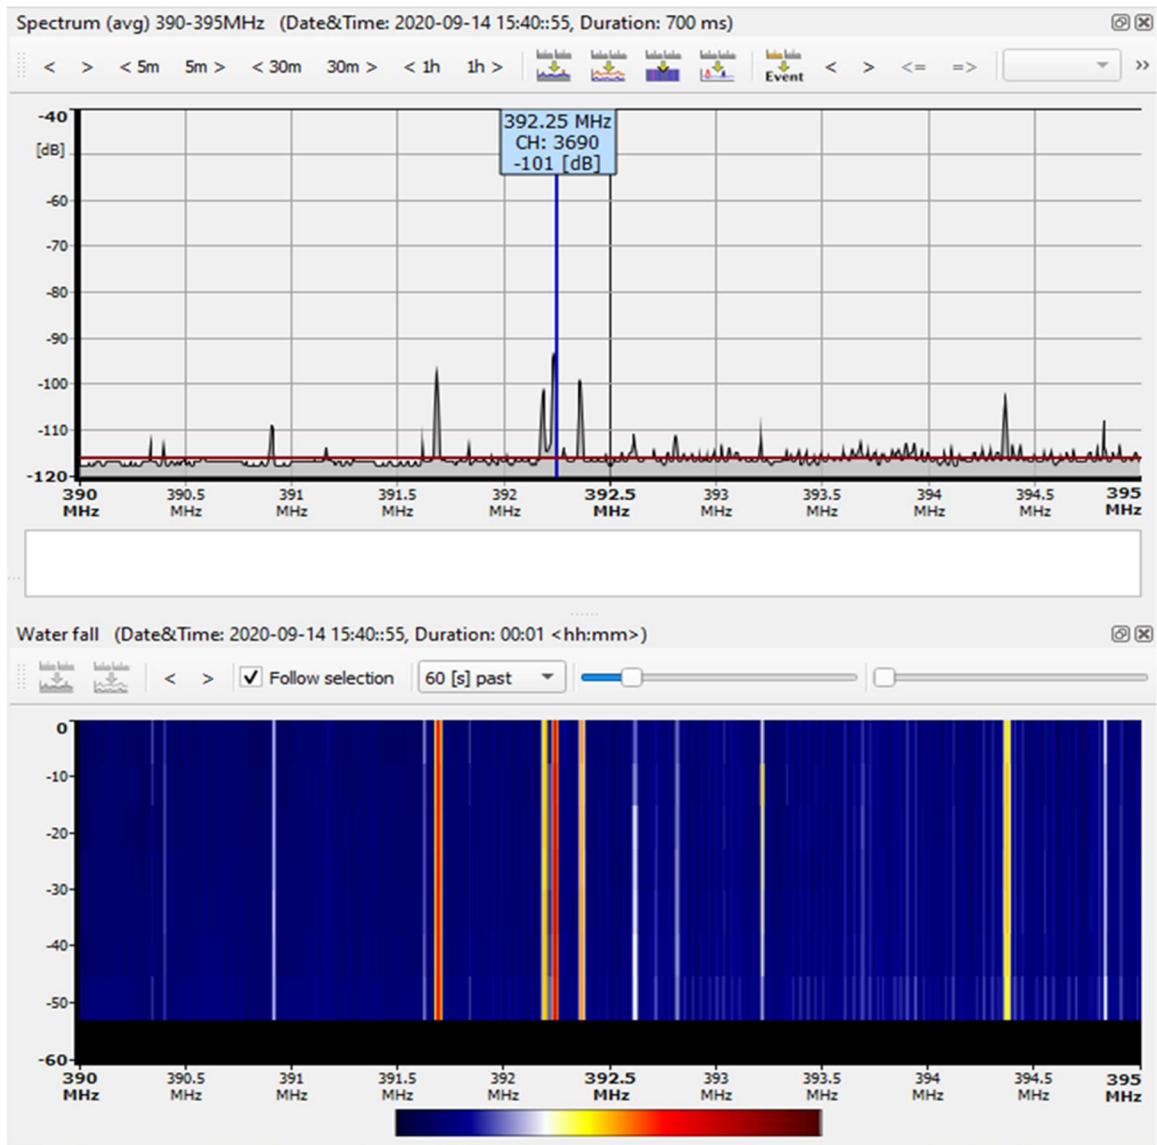 Spectrum (avg) 390-395MHz (Date&Time: 2020-09-14 15:40::55, Duration: 700 ms)
< > < 5m 5m > < 30m 30m > < 1h 1h > Event < > <= => »
392.25 MHz
CH: 3690
-101 [dB]
-40
[dB]
-60
-70
-80
-90
-100
-110
-120
390 390.5 391 391.5 392 392.5 393 393.5 394 394.5 395
MHz MHz MHz MHz MHz MHz MHz MHz MHz MHz MHz
Water fall (Date&Time: 2020-09-14 15:40::55, Duration: 00:01 <hh:mm>)
< > Follow selection 60 [s] past
0
-10
-20
-30
-40
-50
-60
390 390.5 391 391.5 392 392.5 393 393.5 394 394.5 395
MHz MHz MHz MHz MHz MHz MHz MHz MHz MHz MHz